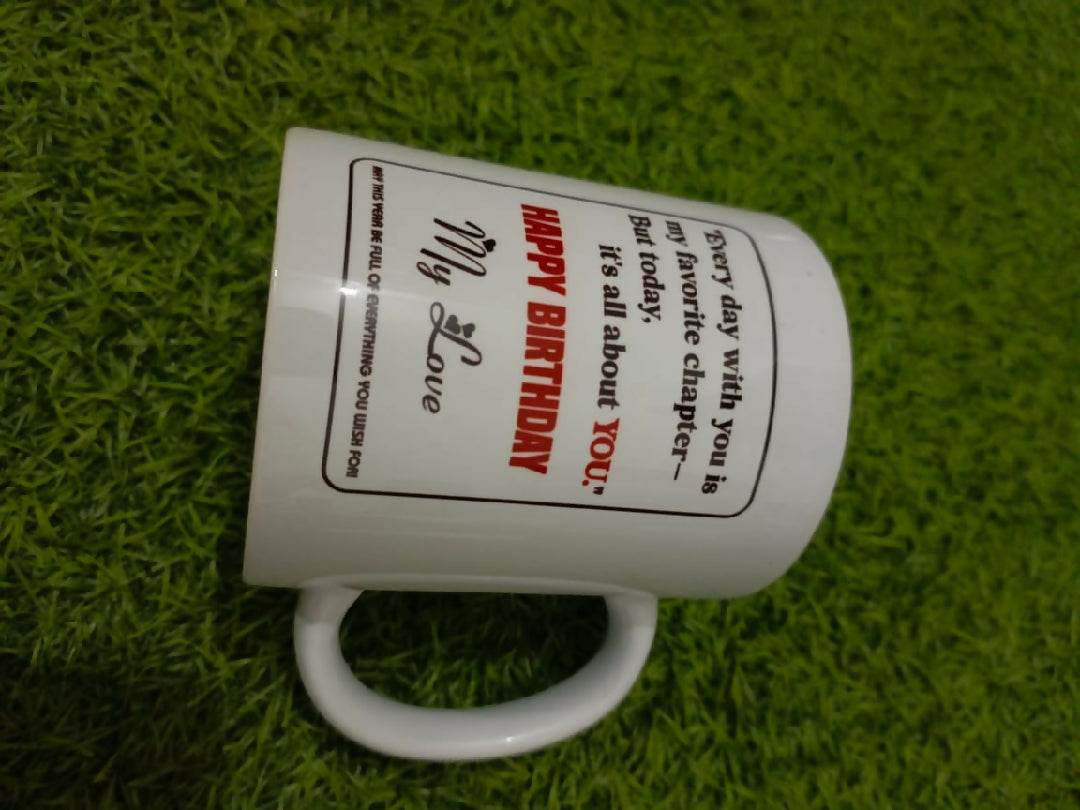 "Every day with you is
my favorite chapter—
But today,
it's all about YOU."
HAPPY BIRTHDAY
My Love
MAY THIS YEAR BE FULL OF EVERYTHING YOU WISH FOR!